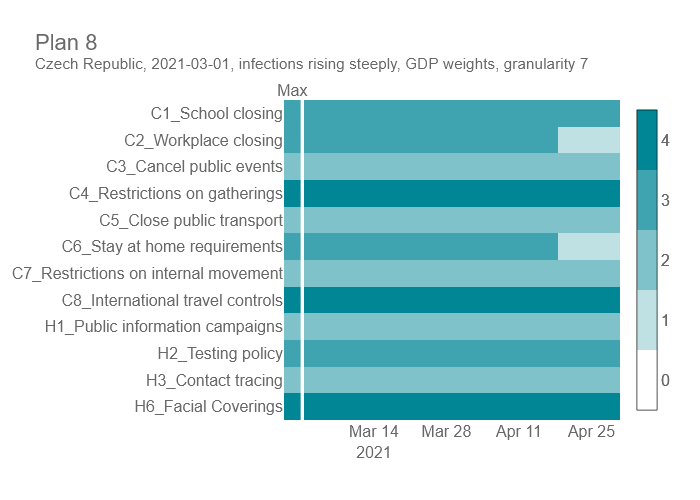 Plan 8
Czech Republic, 2021-03-01, infections rising steeply, GDP weights, granularity 7
Max
C1_School closing
C2_Workplace closing
C3_Cancel public events
C4_Restrictions on gatherings
C5_Close public transport
C6_Stay at home requirements
C7_Restrictions on internal movement
C8_International travel controls
H1_Public information campaigns
H2_Testing policy
H3_Contact tracing
H6_Facial Coverings
Mar 14 Mar 28 Apr 11 Apr 25
2021
4
3
2
1
0